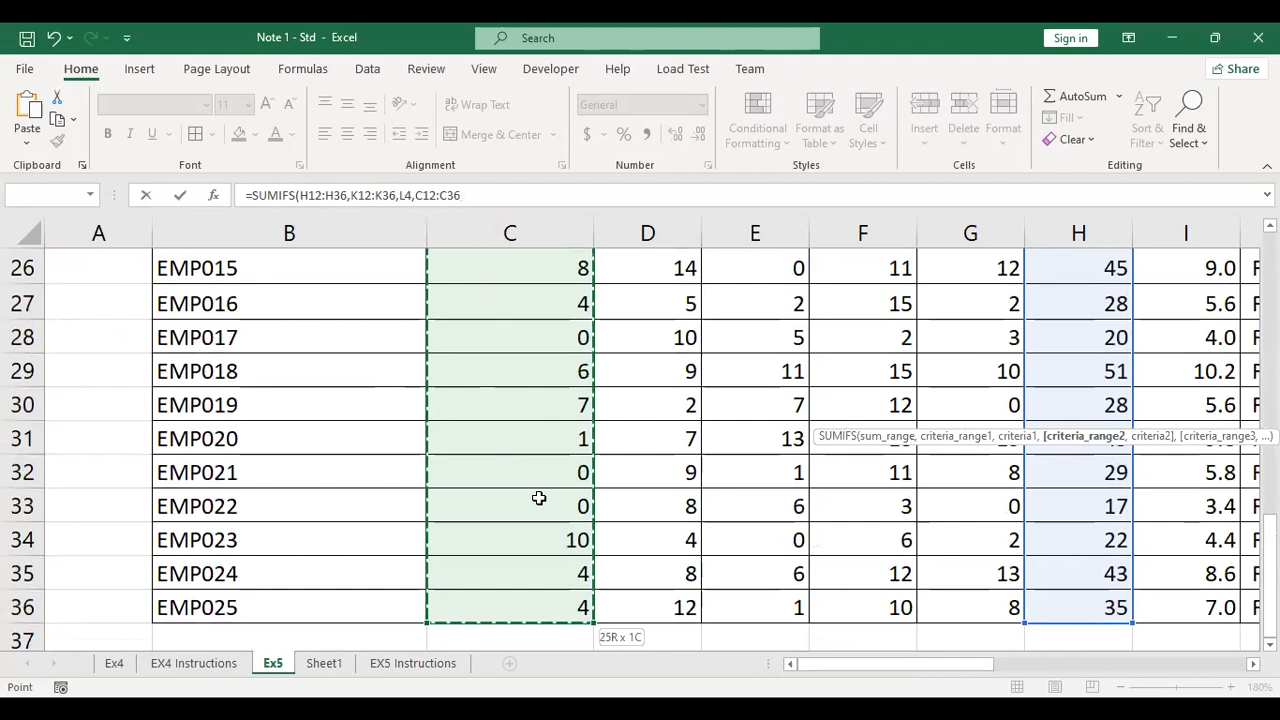 Note 1 - Std - Excel
Search
Sign in
File Home Insert Page Layout Formulas Data Review View Developer Help Load Test Team Share
Paste
11
Wrap Text
Merge & Center
General
Conditional Formatting
Format as Table
Cell Styles
Insert
Delete
Format
AutoSum
Fill
Clear
Sort & Filter
Find & Select
Clipboard Font Alignment Number Styles Cells Editing
=SUMIFS(H12:H36,K12:K36,L4,C12:C36
A B C D E F G H I
26 EMP015 8 14 0 11 12 45 9.0
27 EMP016 4 5 2 15 2 28 5.6
28 EMP017 0 10 5 2 3 20 4.0
29 EMP018 6 9 11 15 10 51 10.2
30 EMP019 7 2 7 12 0 28 5.6
31 EMP020 1 7 13
SUMIFS(sum_range, criteria_range1, criteria1, [criteria_range2, criteria2], [criteria_range3, ...)
32 EMP021 0 9 1 11 8 29 5.8
33 EMP022 0 8 6 3 0 17 3.4
34 EMP023 10 4 0 6 2 22 4.4
35 EMP024 4 8 6 12 13 43 8.6
36 EMP025 4 12 1 10 8 35 7.0
37
25R x 1C
Ex4 EX4 Instructions Ex5 Sheet1 EX5 Instructions
Point
180%